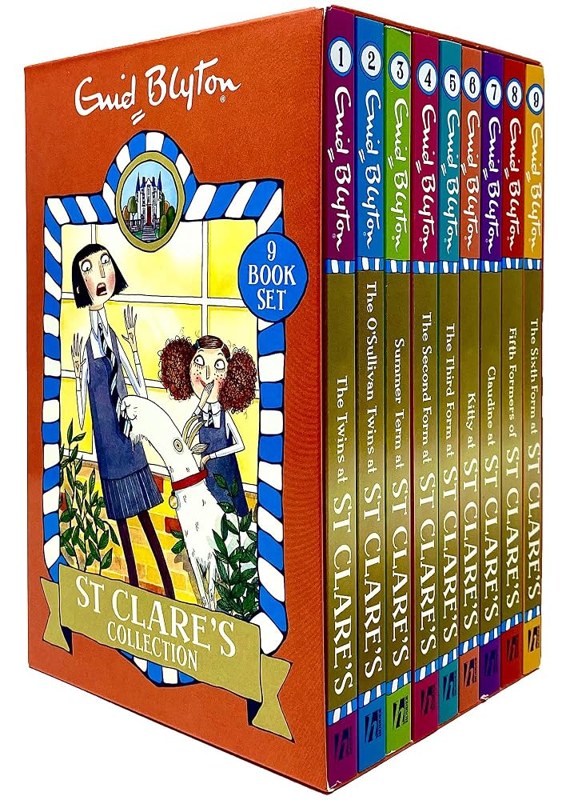 Enid Blyton®
9
BOOK
SET
ST CLARE'S
COLLECTION
1
Enid Blyton
The Twins at
ST CLARE'S
2
Enid Blyton
The O'Sullivan Twins at
ST CLARE'S
3
Enid Blyton
Summer Term at
ST CLARE'S
4
Enid Blyton
The Second Form at
ST CLARE'S
5
Enid Blyton
The Third Form at
ST CLARE'S
6
Enid Blyton
Kitty at
ST CLARE'S
7
Enid Blyton
Claudine at
ST CLARE'S
8
Enid Blyton
Fifth Formers of
ST CLARE'S
9
Enid Blyton
The Sixth Form at
ST CLARE'S